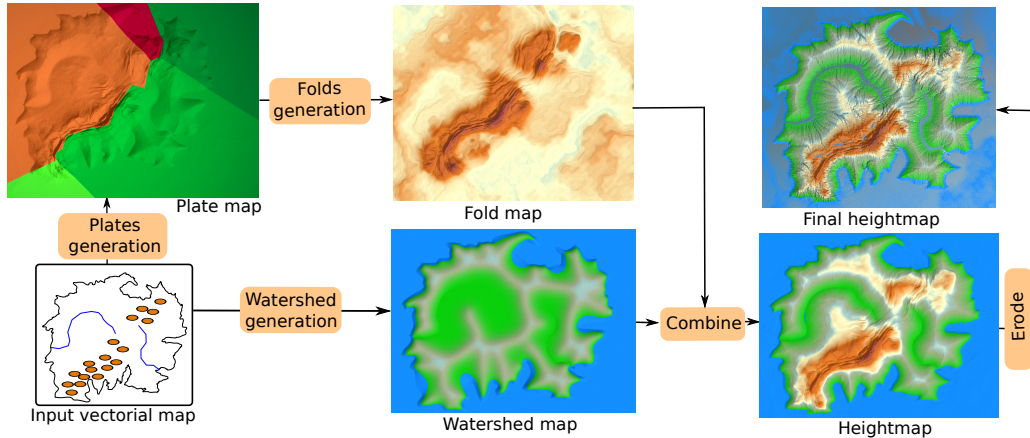 Plate map
Folds
generation
Fold map
Final heightmap
Plates
generation
Input vectorial map
Watershed
generation
Watershed map
Combine
Heightmap
Erode